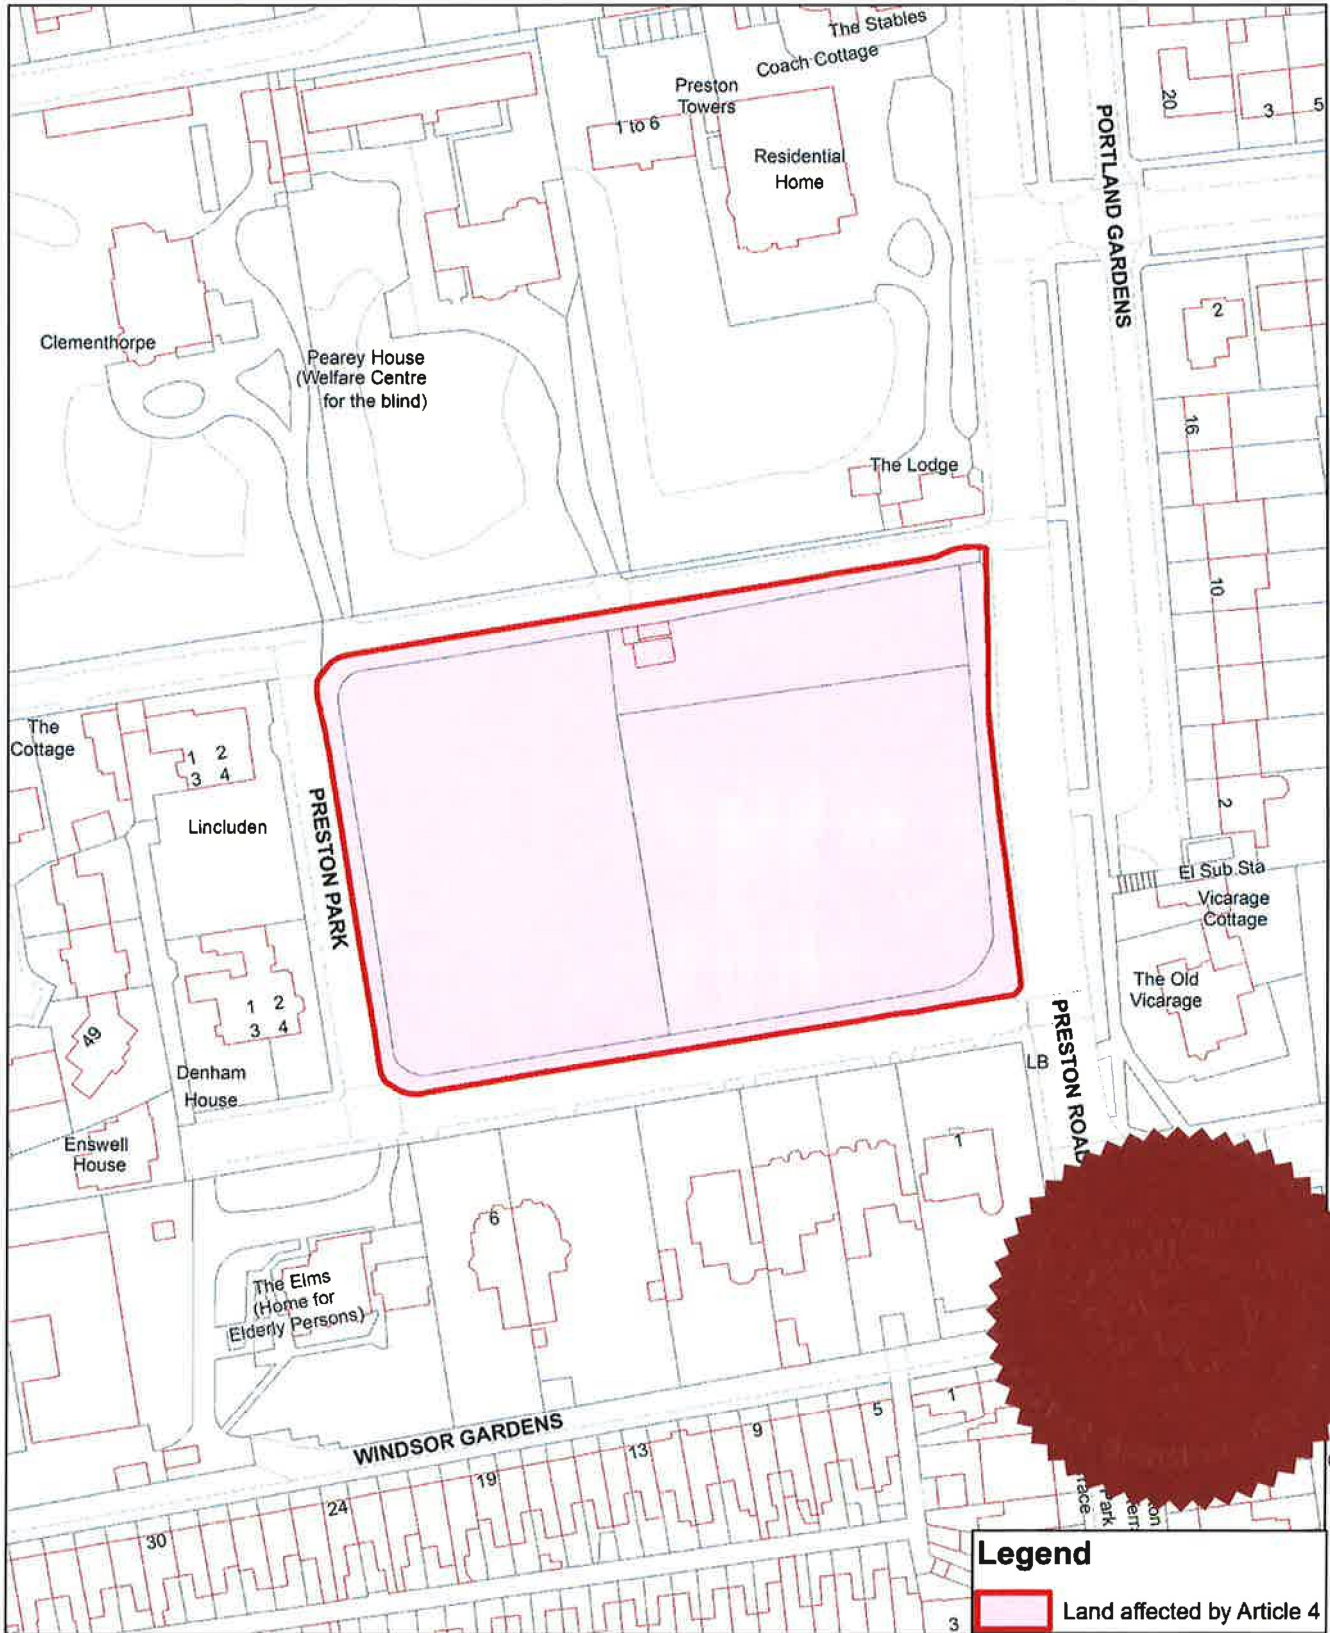 The Stables
Coach Cottage
Preston
Towers
1 to 6
Residential
Home
20
3
5
PORTLAND GARDENS
Clementhorpe
Pearey House
(Welfare Centre
for the blind)
2
16
The Lodge
10
The
Cottage
1 2
3 4
Lincluden
PRESTON PARK
2
El Sub Sta
Vicarage
Cottage
The Old
Vicarage
1 2
3 4
49
Denham
House
LB
PRESTON ROAD
Enswell
House
1
6
The Elms
(Home for
Elderly Persons)
WINDSOR GARDENS
1
5
9
13
19
24
30
race
Park
ton
3
Legend
Land affected by Article 4